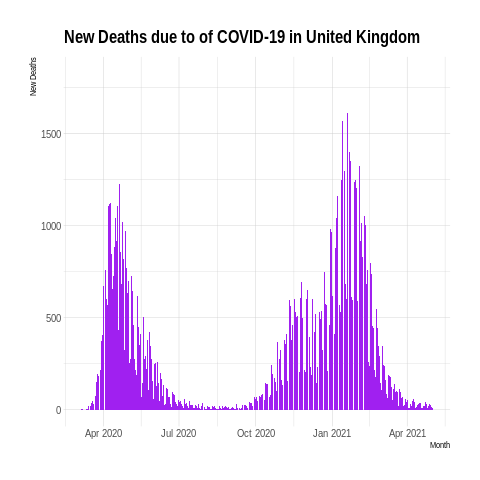 New Deaths due to of COVID-19 in United Kingdom
New Deaths
1500
1000
500
0
Apr 2020 Jul 2020 Oct 2020 Jan 2021 Apr 2021
Month